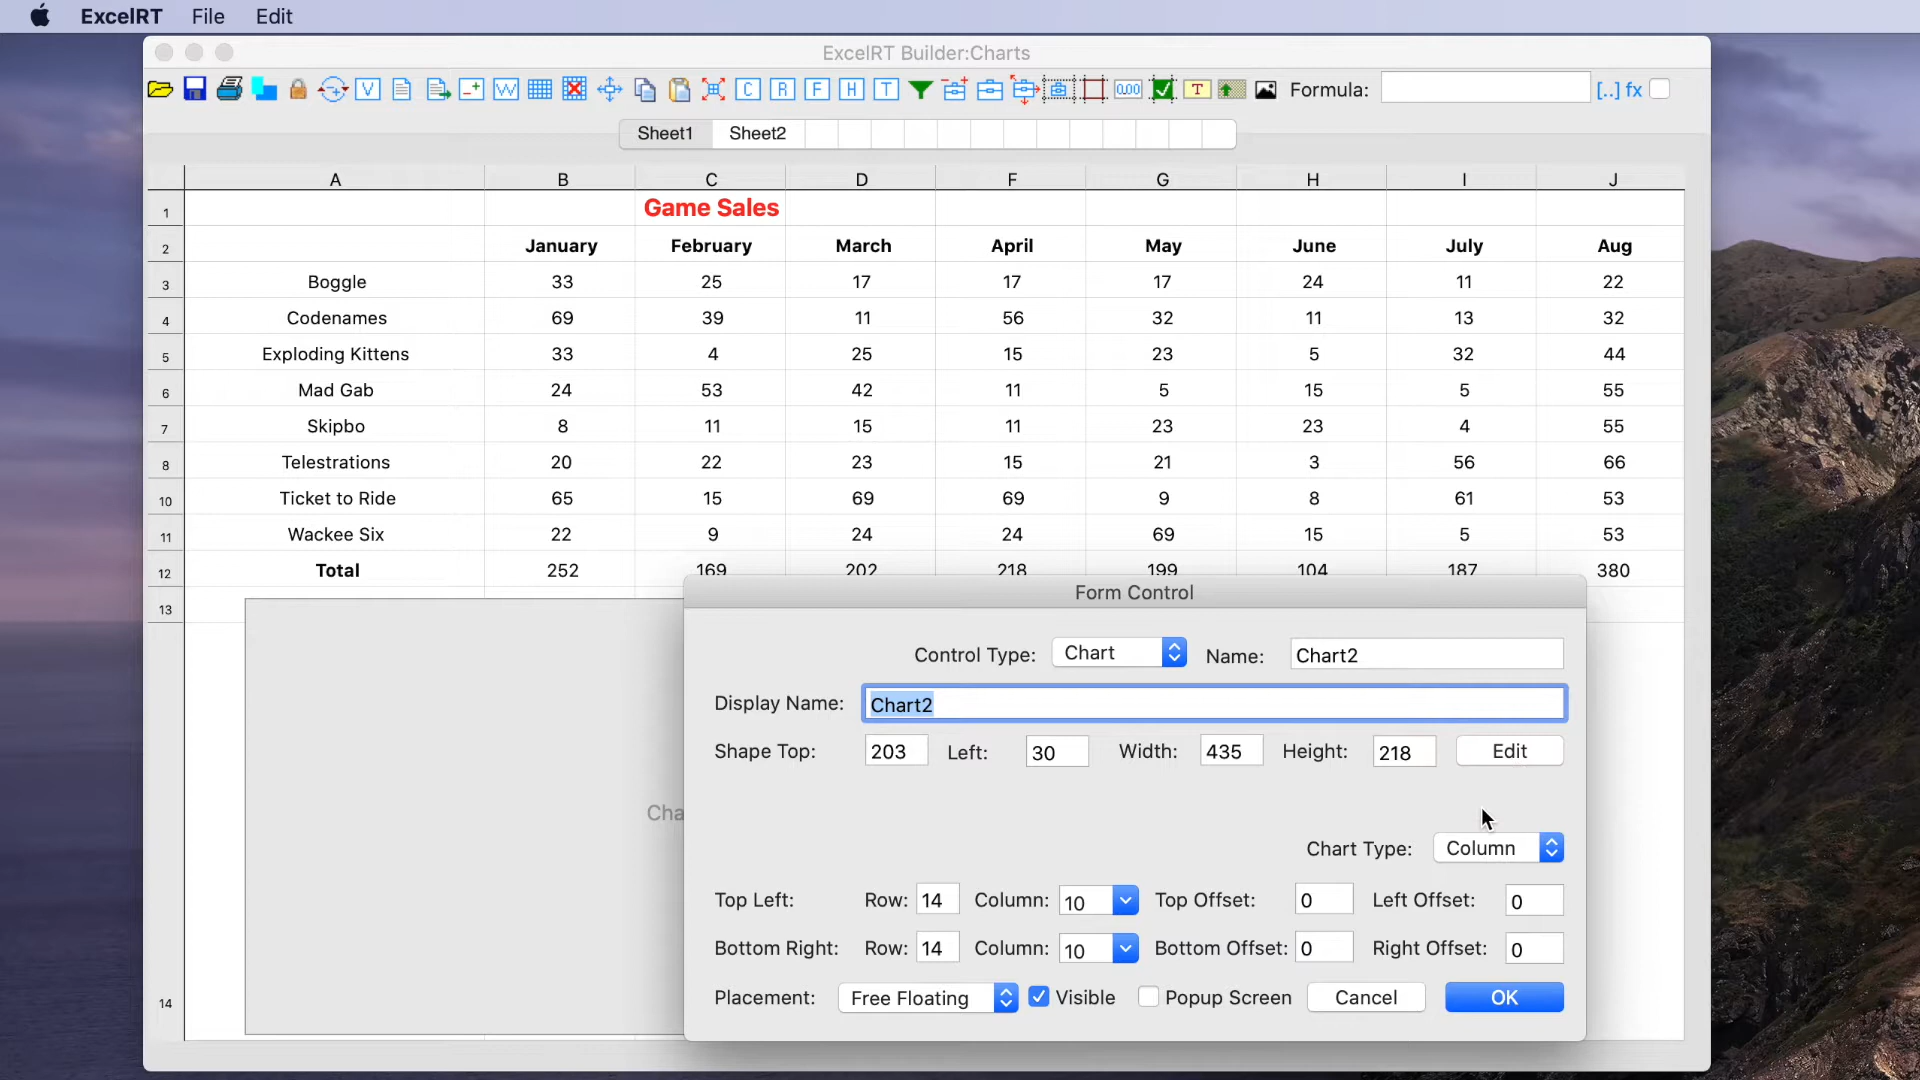 ExcelRT File Edit
ExcelRT Builder:Charts
V W C R F H T 0.00 T Formula: [..] fx
Sheet1 Sheet2
A B C D F G H I J
1 Game Sales
2 January February March April May June July Aug
3 Boggle 33 25 17 17 17 24 11 22
4 Codenames 69 39 11 56 32 11 13 32
5 Exploding Kittens 33 4 25 15 23 5 32 44
6 Mad Gab 24 53 42 11 5 15 5 55
7 Skipbo 8 11 15 11 23 23 4 55
8 Telestrations 20 22 23 15 21 3 56 66
10 Ticket to Ride 65 15 69 69 9 8 61 53
11 Wackee Six 22 9 24 24 69 15 5 53
12 Total 252 169 202 218 199 104 187 380
13
Form Control
Control Type: Chart Name: Chart2
Display Name: Chart2
Shape Top: 203 Left: 30 Width: 435 Height: 218 Edit
Cha
Chart Type: Column
Top Left: Row: 14 Column: 10 Top Offset: 0 Left Offset: 0
Bottom Right: Row: 14 Column: 10 Bottom Offset: 0 Right Offset: 0
14 Placement: Free Floating Visible Popup Screen Cancel OK